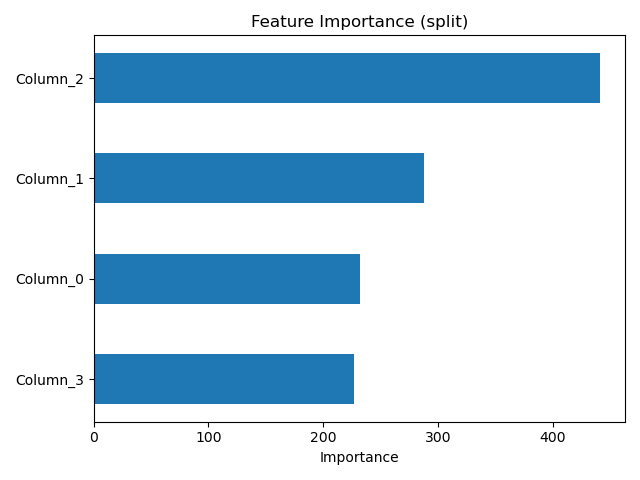 Feature Importance (split)
Column_2
Column_1
Column_0
Column_3
0 100 200 300 400
Importance